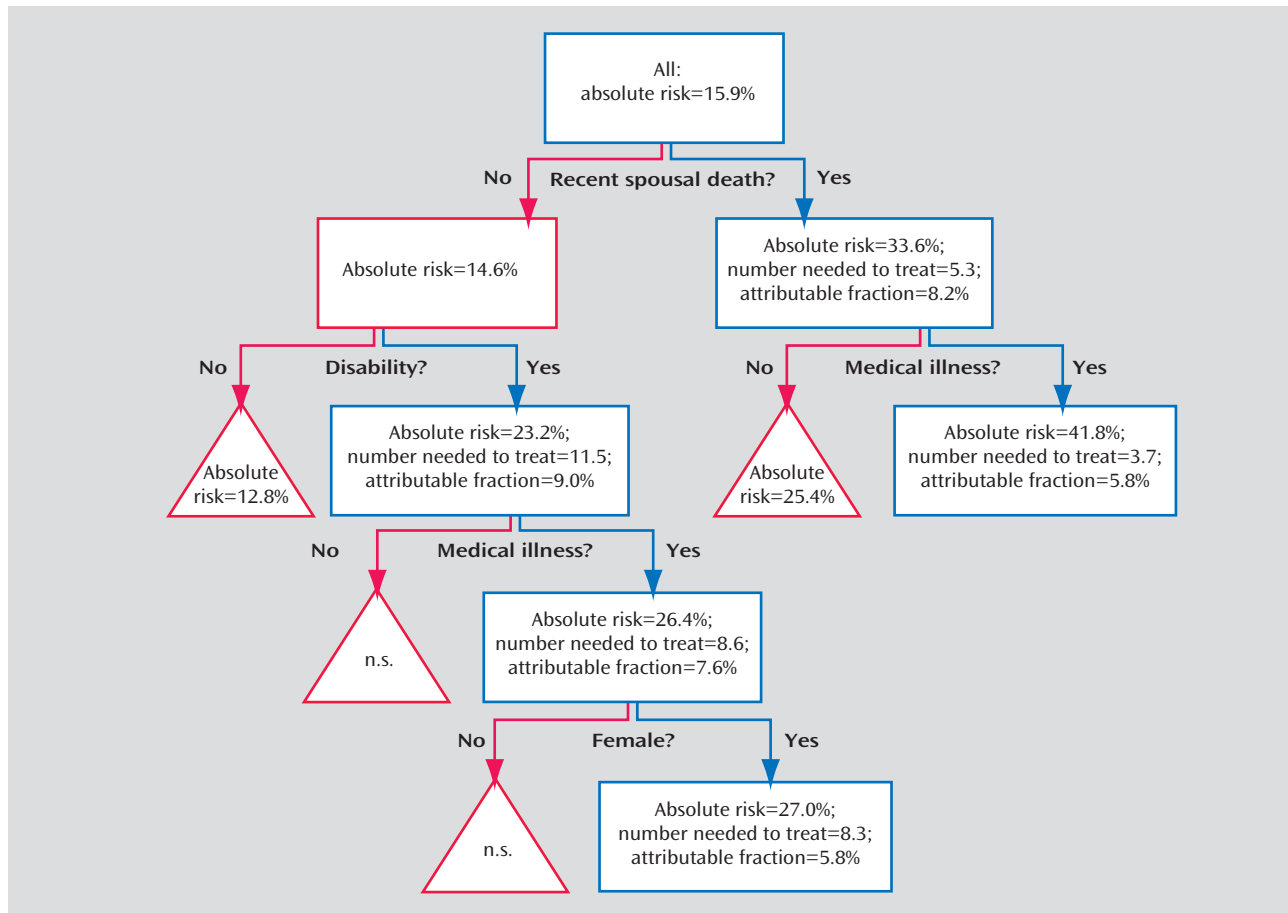 All:
absolute risk=15.9%
No Recent spousal death? Yes
Absolute risk=14.6%
Absolute risk=33.6%;
number needed to treat=5.3;
attributable fraction=8.2%
No Disability? Yes
No Medical illness? Yes
Absolute
risk=12.8%
Absolute risk=23.2%;
number needed to treat=11.5;
attributable fraction=9.0%
Absolute
risk=25.4%
Absolute risk=41.8%;
number needed to treat=3.7;
attributable fraction=5.8%
No Medical illness? Yes
n.s.
Absolute risk=26.4%;
number needed to treat=8.6;
attributable fraction=7.6%
No Female? Yes
n.s.
Absolute risk=27.0%;
number needed to treat=8.3;
attributable fraction=5.8%